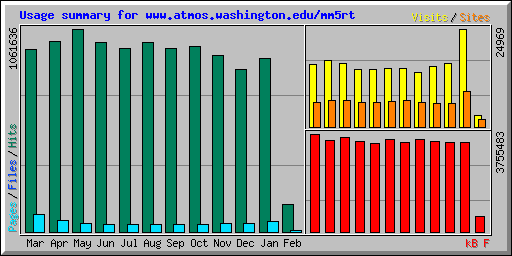 Usage summary for www.atmos.washington.edu/mm5rt
Visits / Sites
1061636
24969
3755483
Pages / Files / Hits
Mar Apr May Jun Jul Aug Sep Oct Nov Dec Jan Feb
kB F